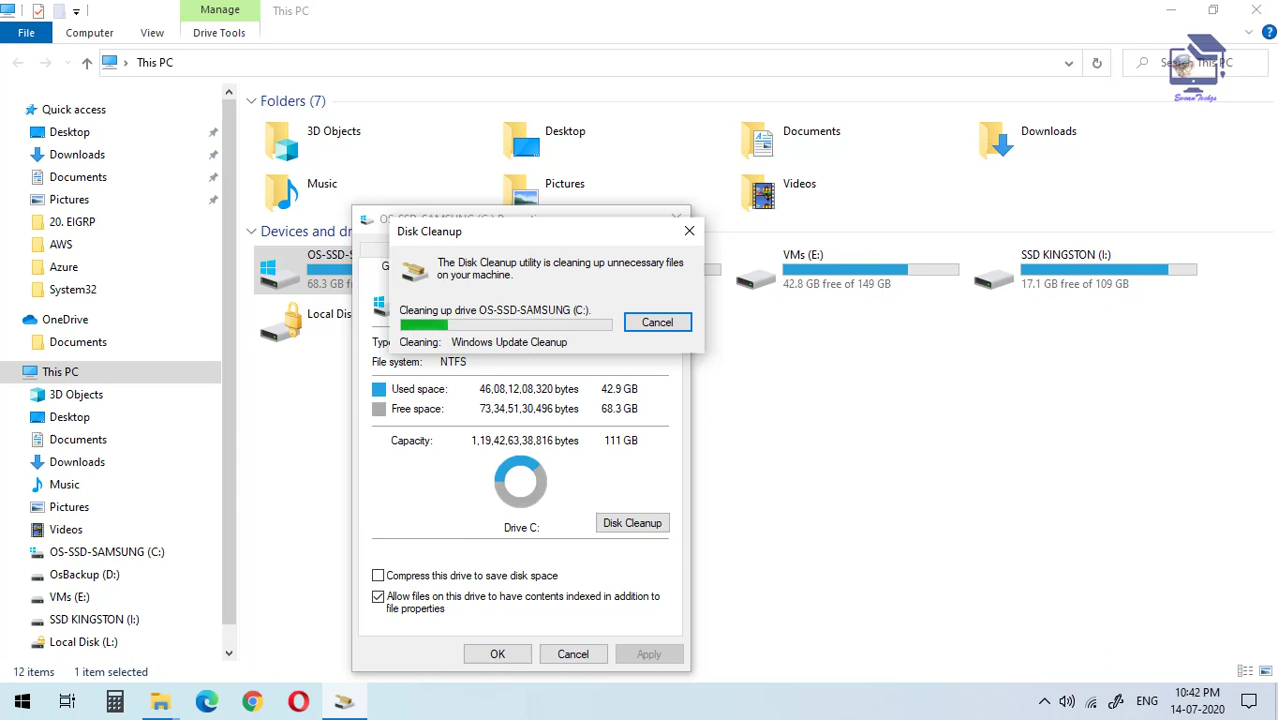 Manage
This PC
File
Computer
View
Drive Tools
This PC
Search This PC
EvconTechgs
Quick access
Desktop
Downloads
Documents
Pictures
20. EIGRP
AWS
Azure
System32
OneDrive
Documents
This PC
3D Objects
Desktop
Documents
Downloads
Music
Pictures
Videos
OS-SSD-SAMSUNG (C:)
OsBackup (D:)
VMs (E:)
SSD KINGSTON (I:)
Local Disk (L:)
Folders (7)
3D Objects
Desktop
Documents
Downloads
Music
Pictures
Videos
Devices and dr
OS-SSD-S
68.3 GB
VMs (E:)
42.8 GB free of 149 GB
SSD KINGSTON (I:)
17.1 GB free of 109 GB
Local Dis
Disk Cleanup
The Disk Cleanup utility is cleaning up unnecessary files
on your machine.
Cleaning up drive OS-SSD-SAMSUNG (C:).
Cancel
Cleaning: Windows Update Cleanup
Type
File system: NTFS
Used space: 46,08,12,08,320 bytes 42.9 GB
Free space: 73,34,51,30,496 bytes 68.3 GB
Capacity: 1,19,42,63,38,816 bytes 111 GB
Drive C:
Disk Cleanup
Compress this drive to save disk space
Allow files on this drive to have contents indexed in addition to
file properties
OK
Cancel
Apply
12 items
1 item selected
ENG
10:42 PM
14-07-2020